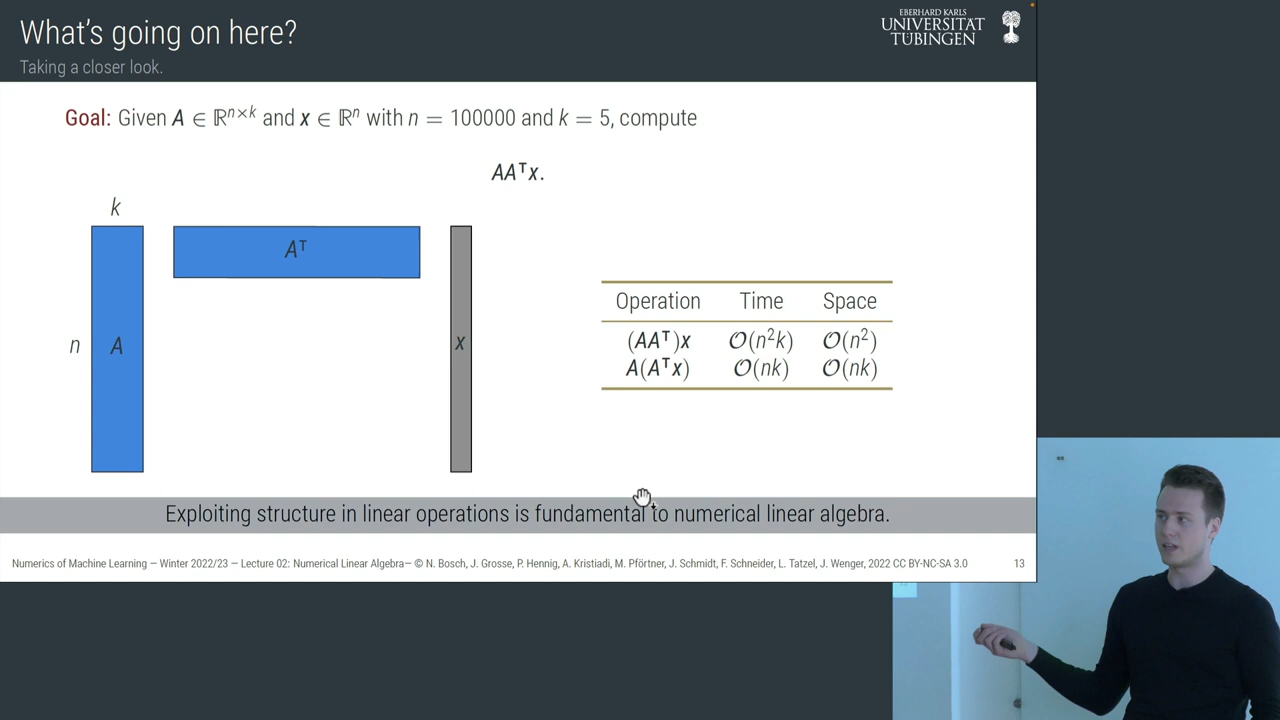 What's going on here?
Taking a closer look.
EBERHARD KARLS
UNIVERSITÄT
TÜBINGEN
Goal: Given A ∈ ℝⁿˣᵏ and x ∈ ℝⁿ with n = 100000 and k = 5, compute
AAᵀx.
k
Aᵀ
n
A
x
Operation Time Space
(AAᵀ)x 𝒪(n²k) 𝒪(n²)
A(Aᵀx) 𝒪(nk) 𝒪(nk)
Exploiting structure in linear operations is fundamental to numerical linear algebra.
Numerics of Machine Learning — Winter 2022/23 — Lecture 02: Numerical Linear Algebra— © N. Bosch, J. Grosse, P. Hennig, A. Kristiadi, M. Pförtner, J. Schmidt, F. Schneider, L. Tatzel, J. Wenger, 2022 CC BY-NC-SA 3.0 13